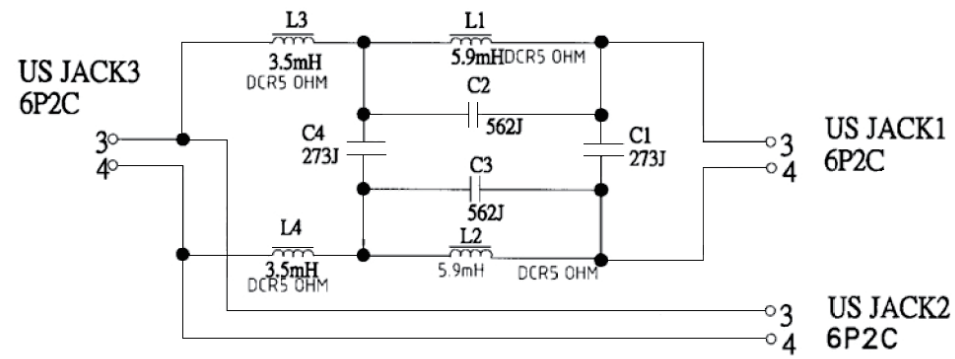 L3
L1
3.5mH
DCR5 OHM
5.9mH
DCR5 OHM
US JACK3
6P2C
C2
562J
3
4
C4
273J
C1
273J
3
4
US JACK1
6P2C
C3
562J
L4
3.5mH
DCR5 OHM
L2
5.9mH
DCR5 OHM
3
4
US JACK2
6P2C